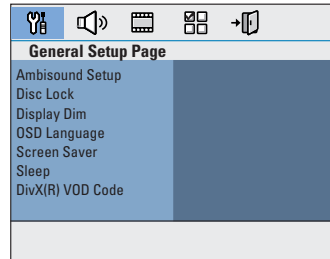 General Setup Page
Ambisound Setup
Disc Lock
Display Dim
OSD Language
Screen Saver
Sleep
DivX(R) VOD Code